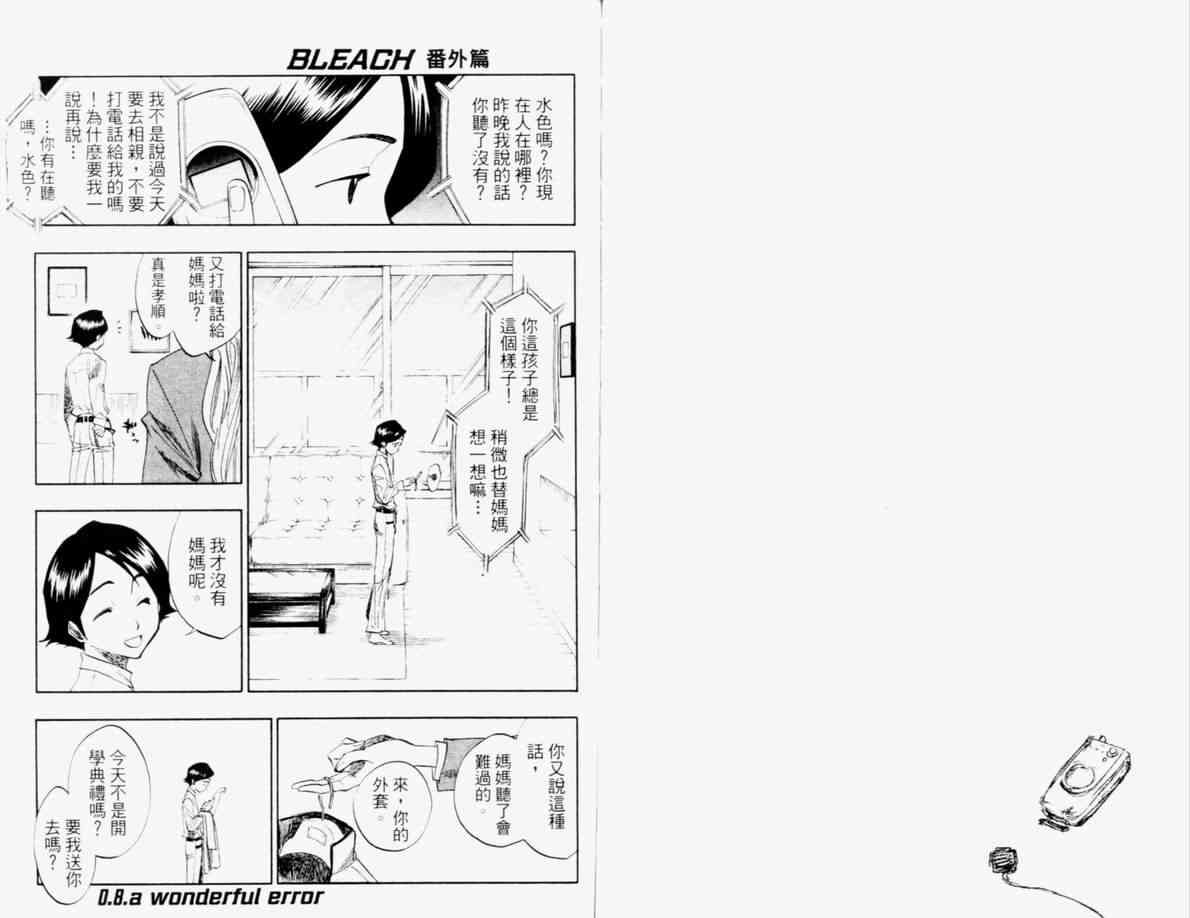 BLEACH 番外篇
水色嗎？你現
在人在哪裡？
昨晚我說的話
你聽了沒有？
我不是說過今天
要去相親，不要
打電話給我的嗎
！為什麼要我一
說再說…
…你有在聽
嗎，水色？
你這孩子總是
這個樣子！
稍微也替媽媽
想一想嘛…
又打電話給
媽媽啦？
真是孝順。
我才沒有
媽媽呢。
你又說這種
話，
媽媽聽了會
難過的。
來，你的
外套。
今天不是開
學典禮嗎？
要我送你
去嗎？
0.8.a wonderful error